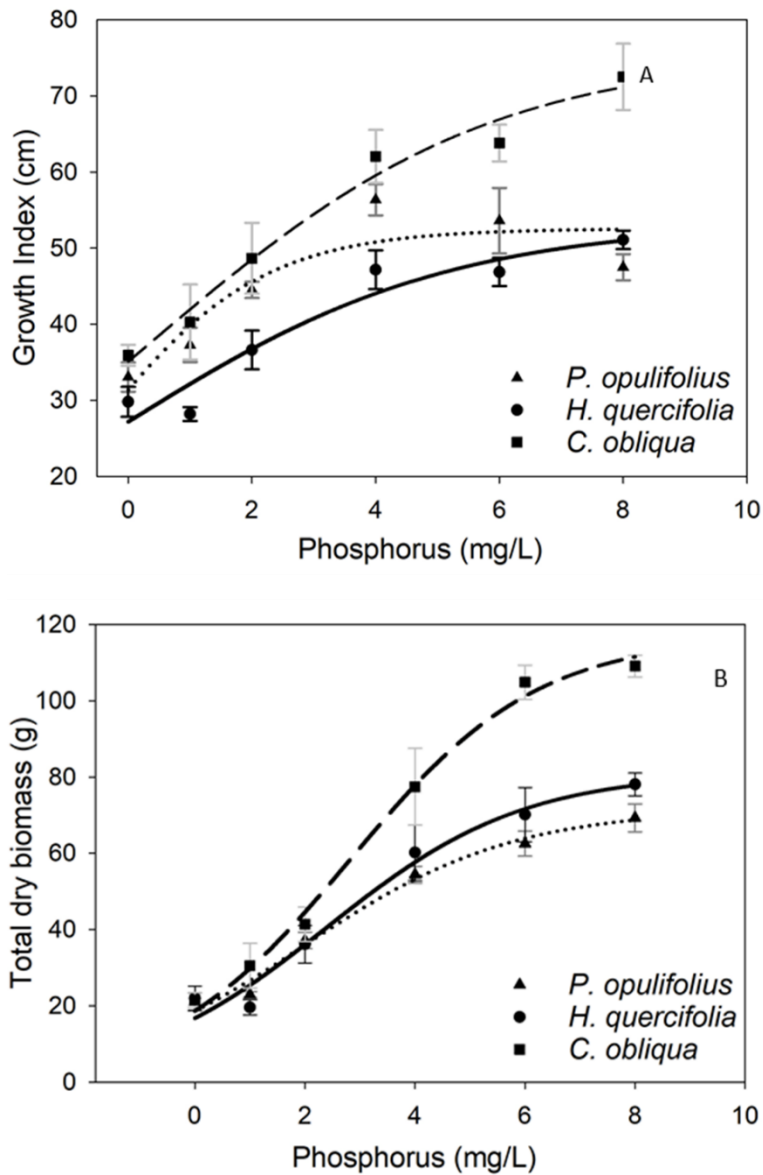 80
A
70
60
50
40
30
20
Growth Index (cm)
P. opulifolius
H. quercifolia
C. obliqua
0 2 4 6 8 10
Phosphorus (mg/L)
120
B
100
80
60
40
20
0
Total dry biomass (g)
P. opulifolius
H. quercifolia
C. obliqua
0 2 4 6 8 10
Phosphorus (mg/L)